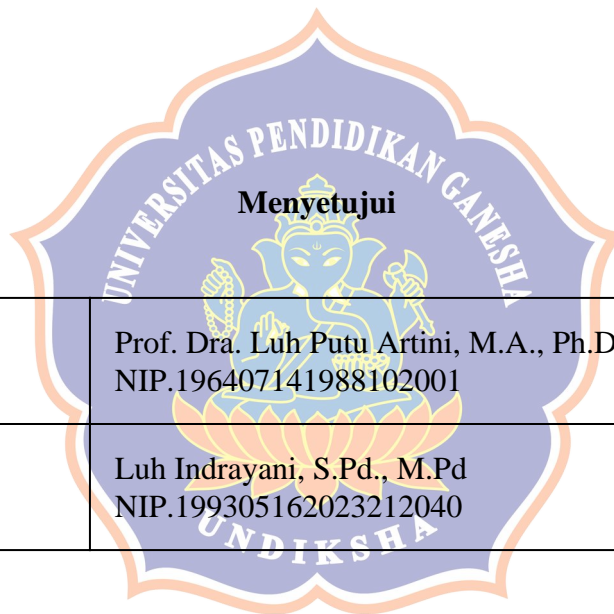 UNIVERSITAS PENDIDIKAN GANESHA
Menyetujui
Prof. Dra. Luh Putu Artini, M.A., Ph.D
NIP.196407141988102001
Luh Indrayani, S.Pd., M.Pd
NIP.199305162023212040
UNDIKSHA